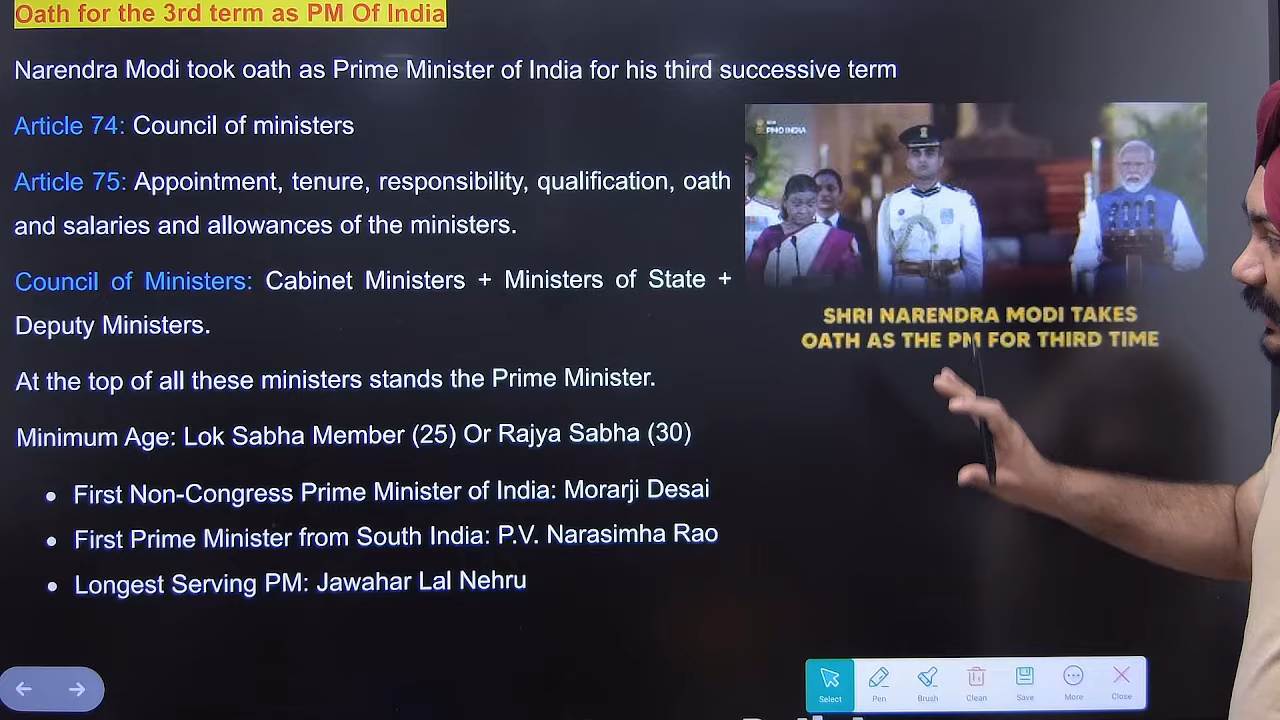 Oath for the 3rd term as PM Of India
Narendra Modi took oath as Prime Minister of India for his third successive term
Article 74: Council of ministers
Article 75: Appointment, tenure, responsibility, qualification, oath
and salaries and allowances of the ministers.
Council of Ministers: Cabinet Ministers + Ministers of State +
Deputy Ministers.
At the top of all these ministers stands the Prime Minister.
Minimum Age: Lok Sabha Member (25) Or Rajya Sabha (30)
• First Non-Congress Prime Minister of India: Morarji Desai
• First Prime Minister from South India: P.V. Narasimha Rao
• Longest Serving PM: Jawahar Lal Nehru
PMO INDIA
SHRI NARENDRA MODI TAKES
OATH AS THE PM FOR THIRD TIME
Select Pen Brush Clean Save More Close